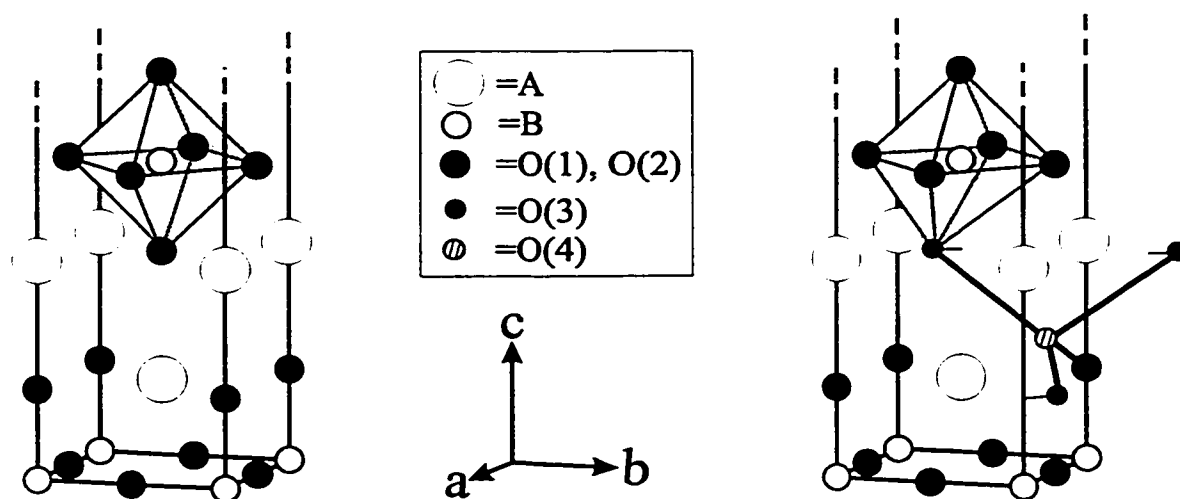 =A
=B
=O(1), O(2)
=O(3)
=O(4)
c
a
b